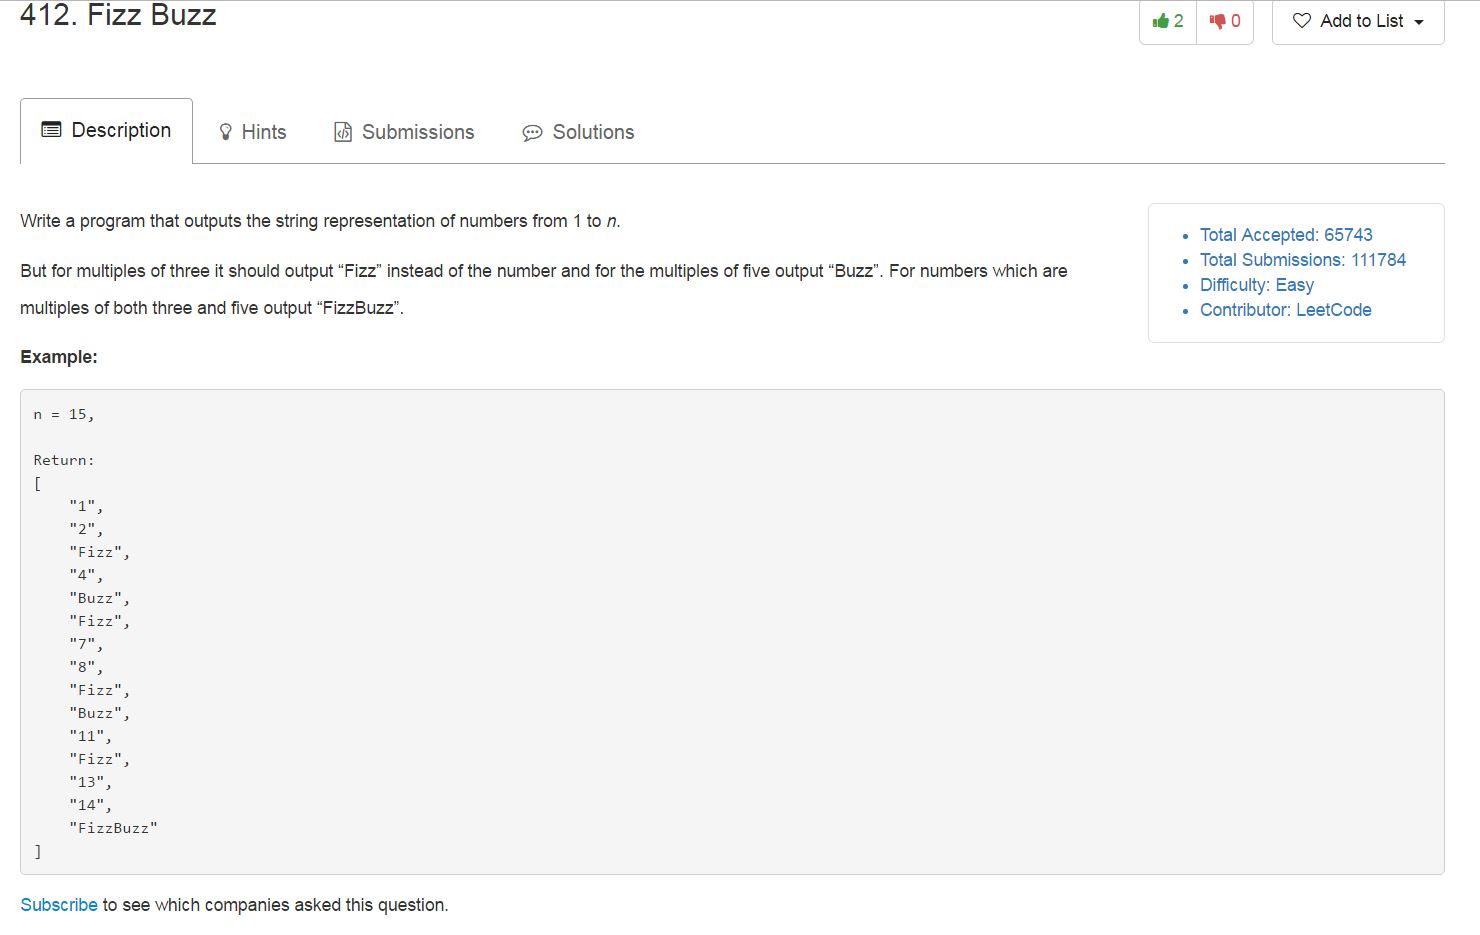 412. Fizz Buzz
2 0 Add to List
Description Hints Submissions Solutions
Write a program that outputs the string representation of numbers from 1 to n.
But for multiples of three it should output “Fizz” instead of the number and for the multiples of five output “Buzz”. For numbers which are
multiples of both three and five output “FizzBuzz”.
Total Accepted: 65743
Total Submissions: 111784
Difficulty: Easy
Contributor: LeetCode
Example:
n = 15,
Return:
[
"1",
"2",
"Fizz",
"4",
"Buzz",
"Fizz",
"7",
"8",
"Fizz",
"Buzz",
"11",
"Fizz",
"13",
"14",
"FizzBuzz"
]
Subscribe to see which companies asked this question.